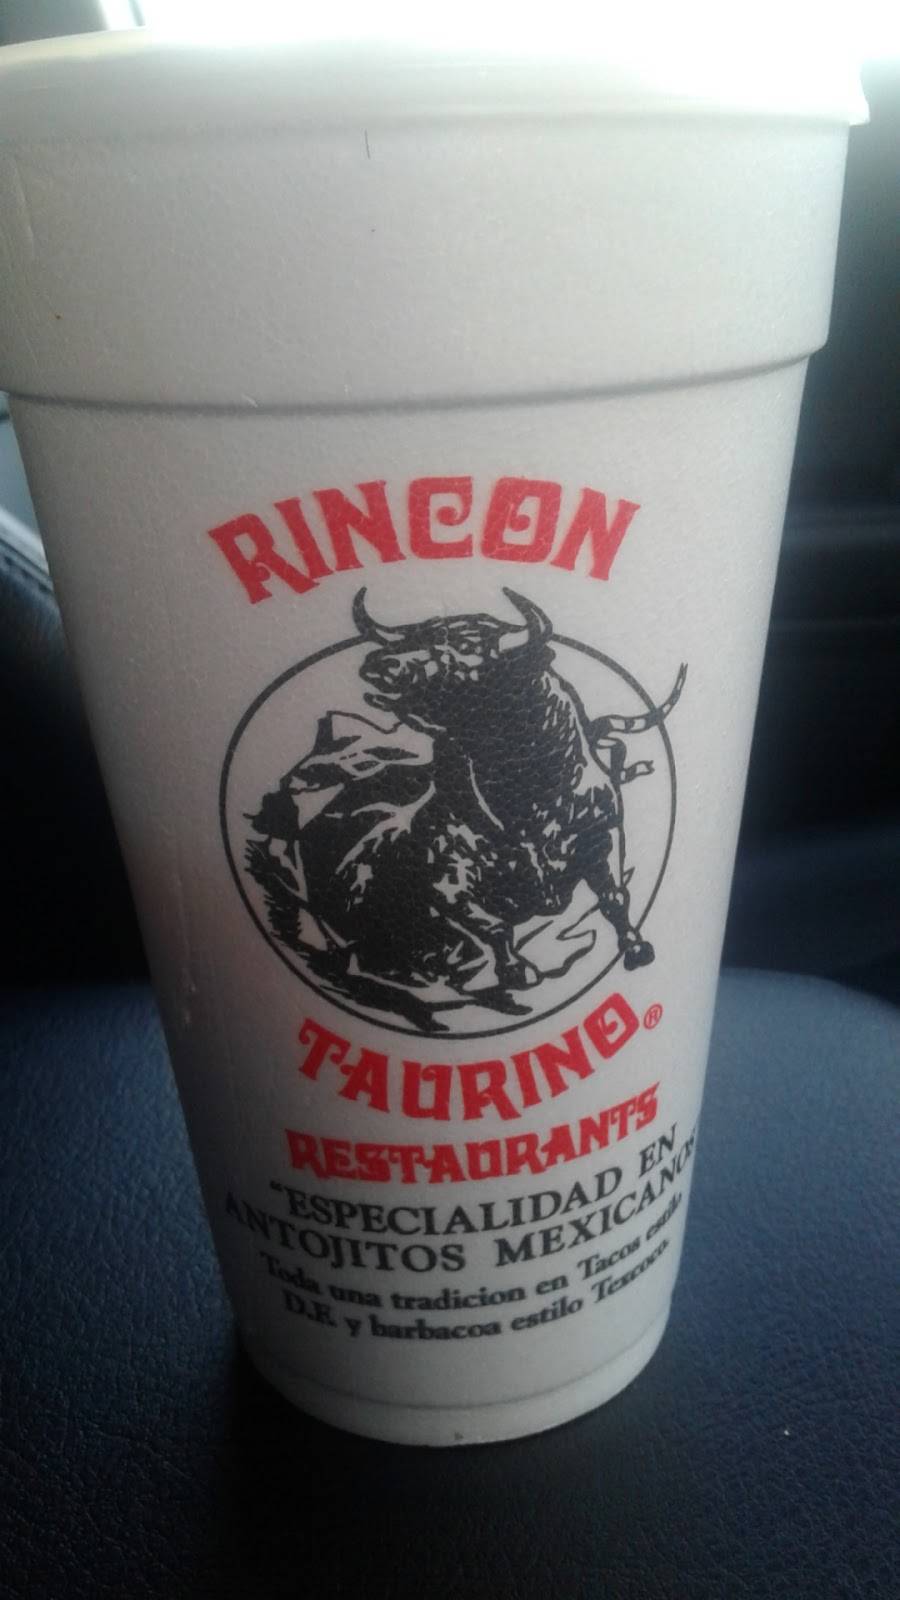 RINCON
TAURINO®
RESTAURANTS
"ESPECIALIDAD EN
ANTOJITOS MEXICANOS
Toda una tradicion en Tacos estilo
D.F. y barbacoa estilo Texcoco.